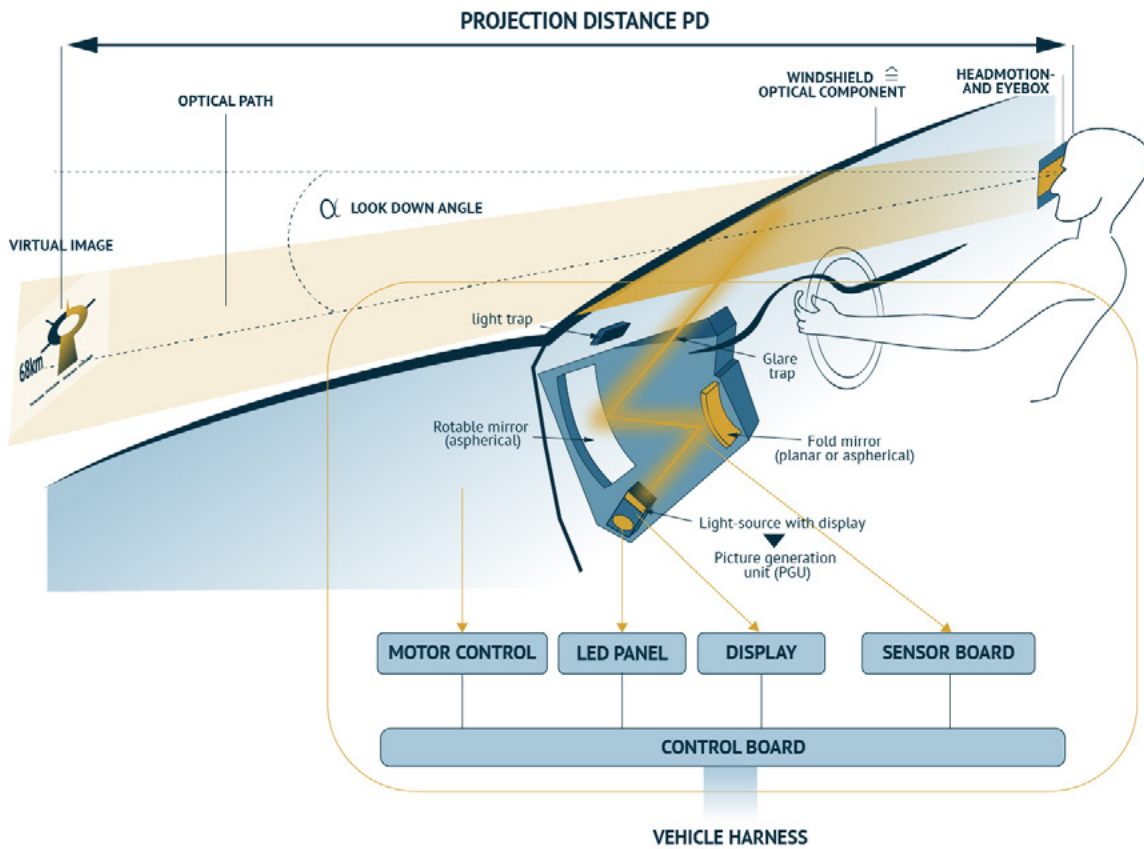 PROJECTION DISTANCE PD
OPTICAL PATH
WINDSHIELD ≙
OPTICAL COMPONENT
HEADMOTION-
AND EYEBOX
α LOOK DOWN ANGLE
VIRTUAL IMAGE
68km
light trap
Glare
trap
Rotable mirror
(aspherical)
Fold mirror
(planar or aspherical)
Light-source with display
Picture generation
unit (PGU)
MOTOR CONTROL
LED PANEL
DISPLAY
SENSOR BOARD
CONTROL BOARD
VEHICLE HARNESS